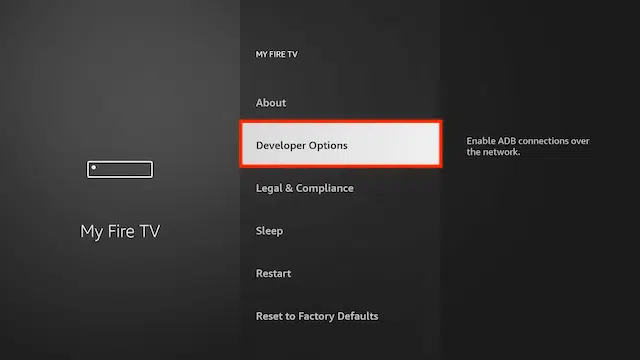 My Fire TV
MY FIRE TV
About
Developer Options
Legal & Compliance
Sleep
Restart
Reset to Factory Defaults
Enable ADB connections over
the network.